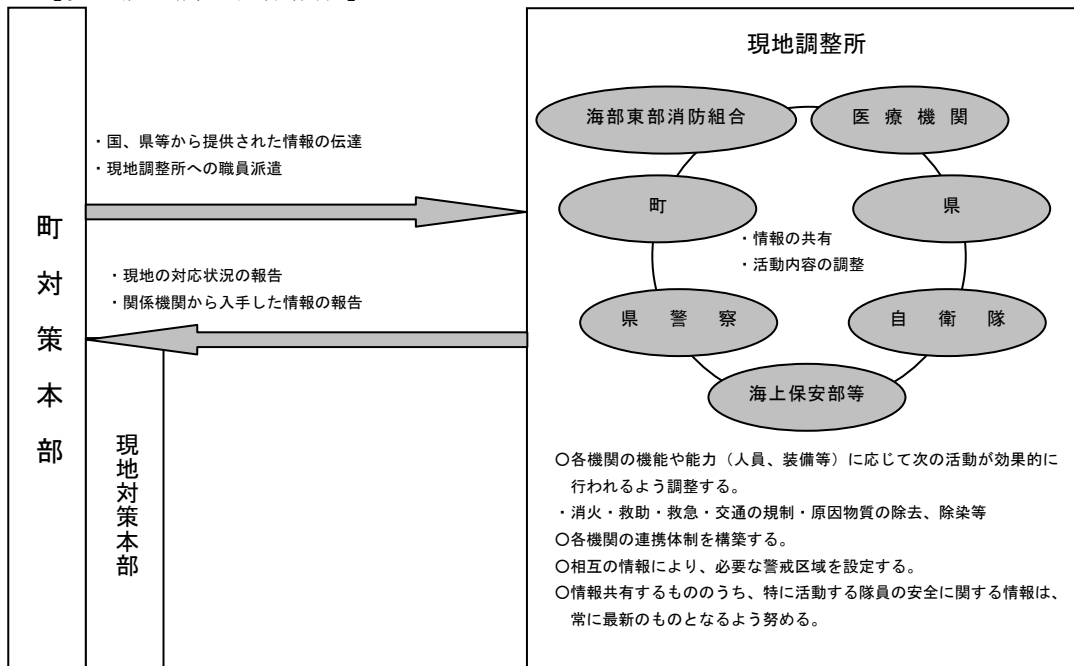 町対策本部
・国、県等から提供された情報の伝達
・現地調整所への職員派遣
・現地の対応状況の報告
・関係機関から入手した情報の報告
現地対策本部
現地調整所
海部東部消防組合
医療機関
町
県
・情報の共有
・活動内容の調整
県警察
自衛隊
海上保安部等
〇各機関の機能や能力（人員、装備等）に応じて次の活動が効果的に
行われるよう調整する。
・消火・救助・救急・交通の規制・原因物質の除去、除染等
〇各機関の連携体制を構築する。
〇相互の情報により、必要な警戒区域を設定する。
〇情報共有するもののうち、特に活動する隊員の安全に関する情報は、
常に最新のものとなるよう努める。